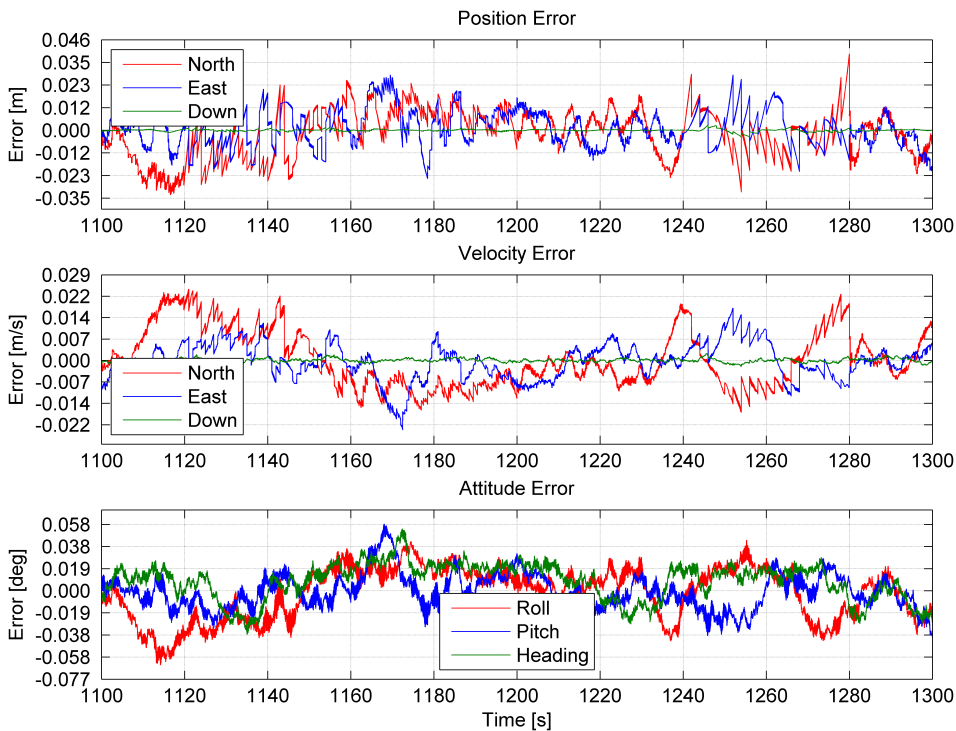 Position Error
0.046
0.035
0.023
0.012
0.000
-0.012
-0.023
-0.035
Error [m]
North
East
Down
1100 1120 1140 1160 1180 1200 1220 1240 1260 1280 1300
Velocity Error
0.029
0.022
0.014
0.007
0.000
-0.007
-0.014
-0.022
Error [m/s]
North
East
Down
1100 1120 1140 1160 1180 1200 1220 1240 1260 1280 1300
Attitude Error
0.058
0.038
0.019
0.000
-0.019
-0.038
-0.058
-0.077
Error [deg]
Roll
Pitch
Heading
1100 1120 1140 1160 1180 1200 1220 1240 1260 1280 1300
Time [s]